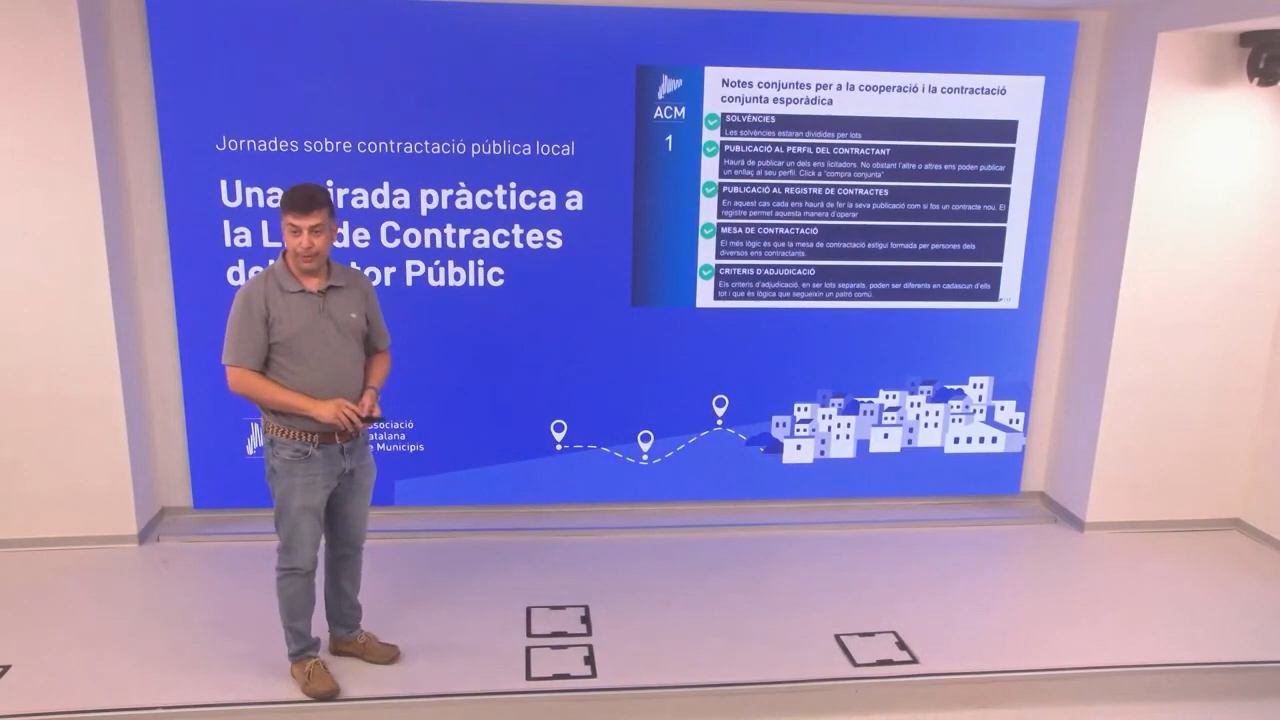 Jornades sobre contractació pública local
Una mirada pràctica a
la L de Contractes
del tor Públic
ssociació
atalana
e Municipis
ACM
1
Notes conjuntes per a la cooperació i la contractació
conjunta esporàdica
SOLVÈNCIES
Les solvències estaran dividides per lots
PUBLICACIÓ AL PERFIL DEL CONTRACTANT
Haurà de publicar un dels ens licitadors. No obstant l'altre o altres ens poden publicar
un enllaç al seu perfil. Click a "compra conjunta"
PUBLICACIÓ AL REGISTRE DE CONTRACTES
En aquest cas cada ens haurà de fer la seva publicació com si fos un contracte nou. El
registre permet aquesta manera d'operar
MESA DE CONTRACTACIÓ
El més lògic és que la mesa de contractació estigui formada per persones dels
diversos ens contractants.
CRITERIS D'ADJUDICACIÓ
Els criteris d'adjudicació, en ser lots separats, poden ser diferents en cadascun d'ells
tot i que és lògica que segueixin un patró comú.